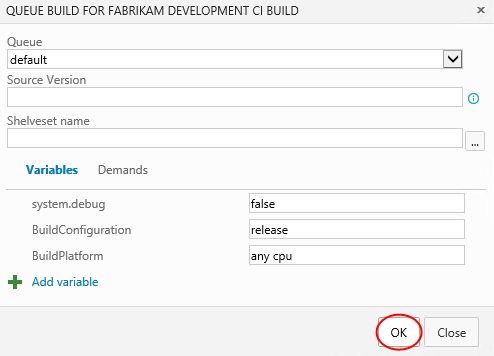 QUEUE BUILD FOR FABRIKAM DEVELOPMENT CI BUILD
Queue
default
Source Version
Shelveset name
...
Variables Demands
system.debug false
BuildConfiguration release
BuildPlatform any cpu
Add variable
OK Close